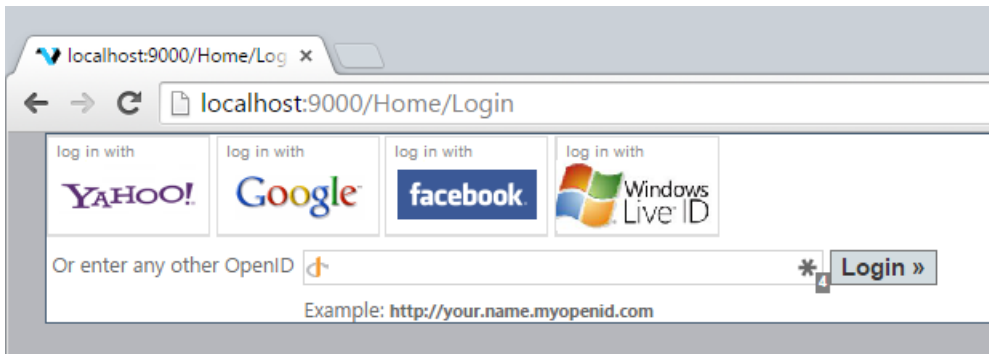 localhost:9000/Home/Log
localhost:9000/Home/Login
log in with log in with log in with log in with
YAHOO! Google facebook. Windows Live ID
Or enter any other OpenID 4 Login »
Example: http://your.name.myopenid.com